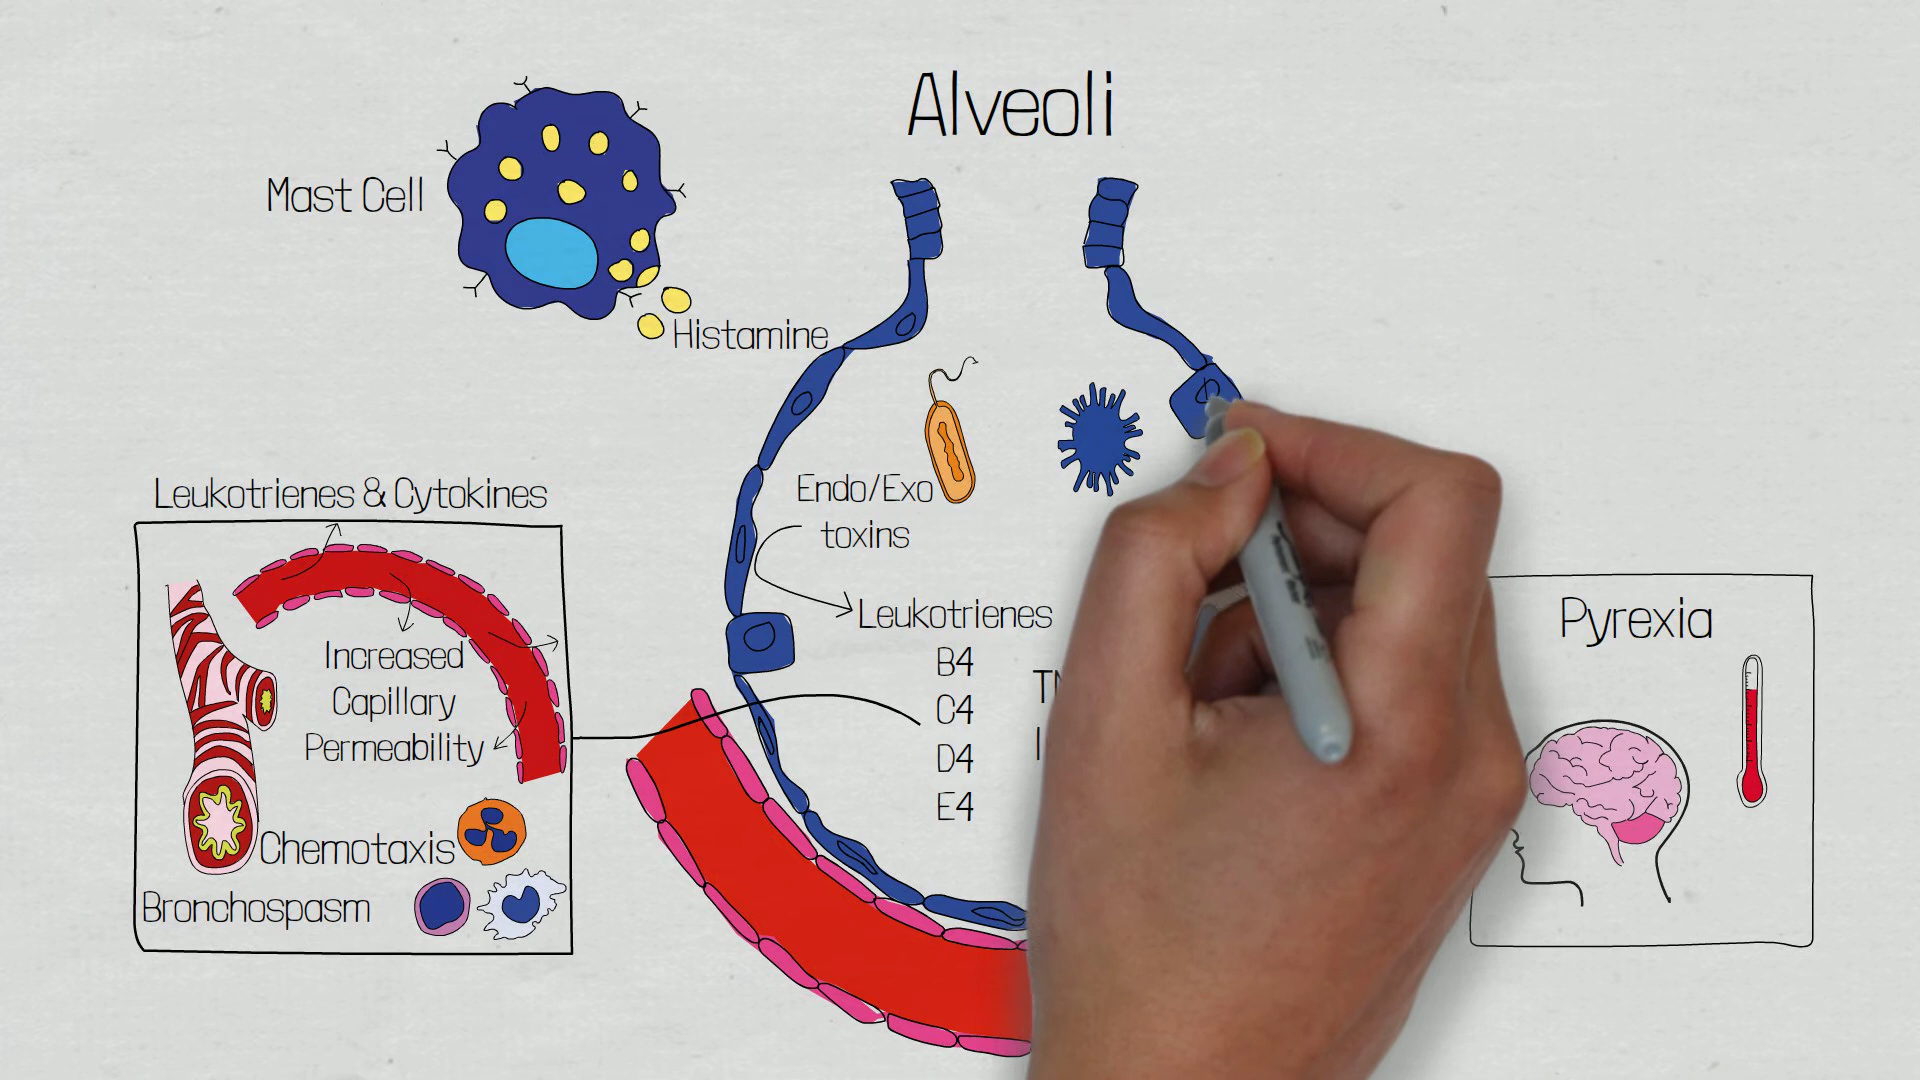 Alveoli
Mast Cell
Histamine
Endo/Exo
toxins
Leukotrienes
B4
C4
D4
E4
Leukotrienes & Cytokines
Increased
Capillary
Permeability
Chemotaxis
Bronchospasm
Pyrexia